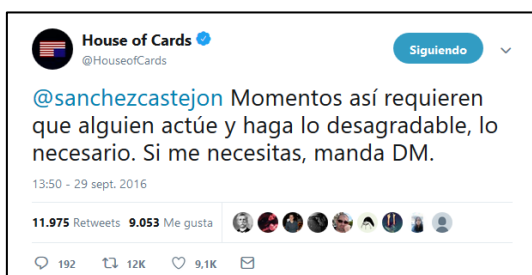 House of Cards
@HouseofCards
Siguiendo
@sanchezcastejon Momentos así requieren
que alguien actúe y haga lo desagradable, lo
necesario. Si me necesitas, manda DM.
13:50 - 29 sept. 2016
11.975 Retweets 9.053 Me gusta
192 12K 9,1K